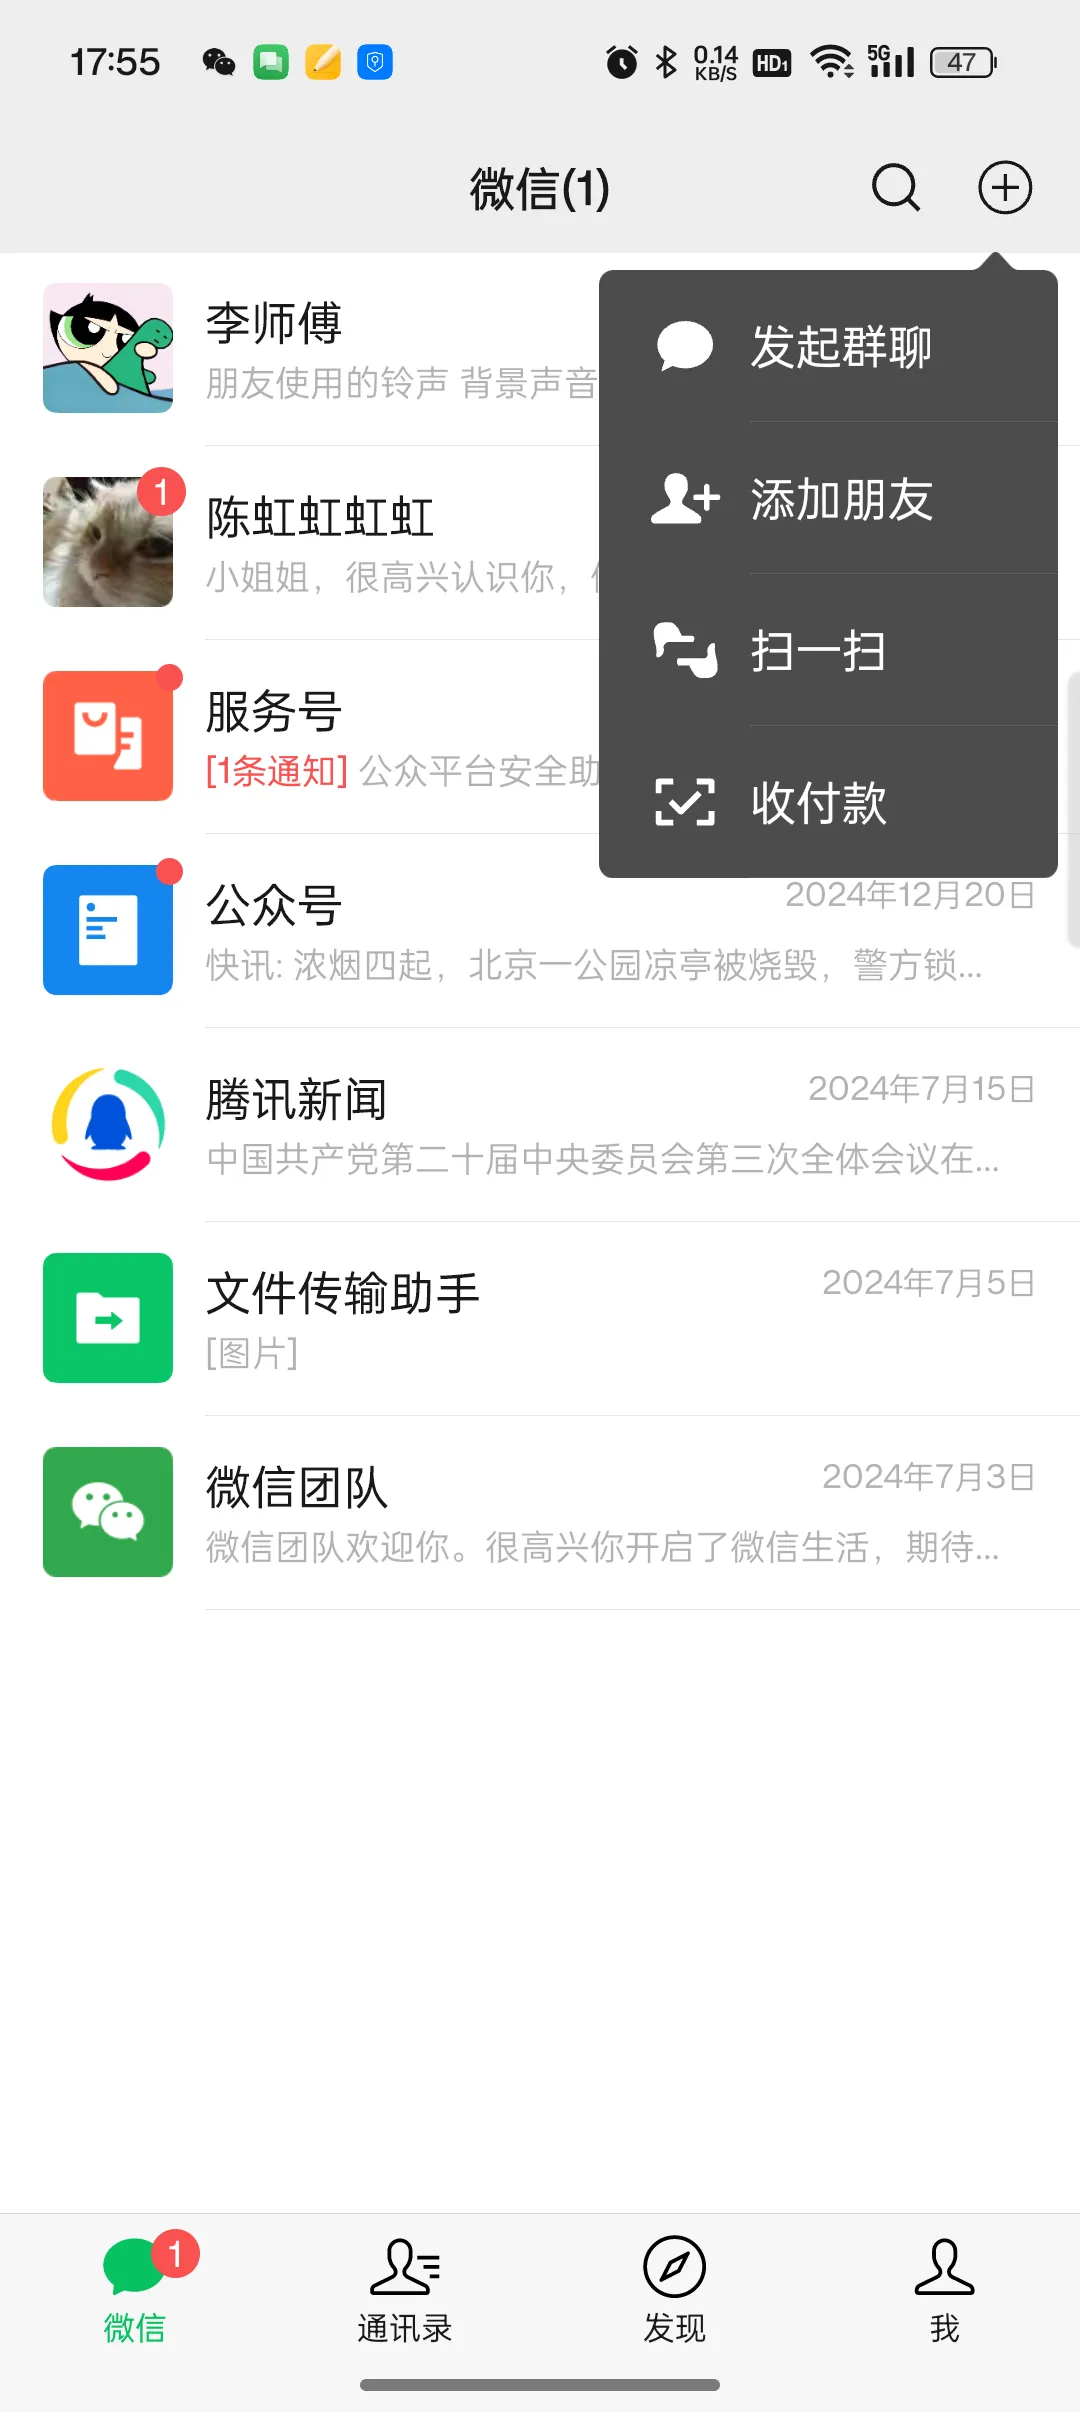 17:55
0.14
KB/S
HD1
5G
47
微信(1)
李师傅
朋友使用的铃声 背景声音
发起群聊
1
陈虹虹虹虹
小姐姐，很高兴认识你，
添加朋友
扫一扫
服务号
[1条通知] 公众平台安全助
收付款
公众号
2024年12月20日
快讯: 浓烟四起，北京一公园凉亭被烧毁，警方锁...
腾讯新闻
2024年7月15日
中国共产党第二十届中央委员会第三次全体会议在...
文件传输助手
2024年7月5日
[图片]
微信团队
2024年7月3日
微信团队欢迎你。很高兴你开启了微信生活，期待...
1
微信
通讯录
发现
我